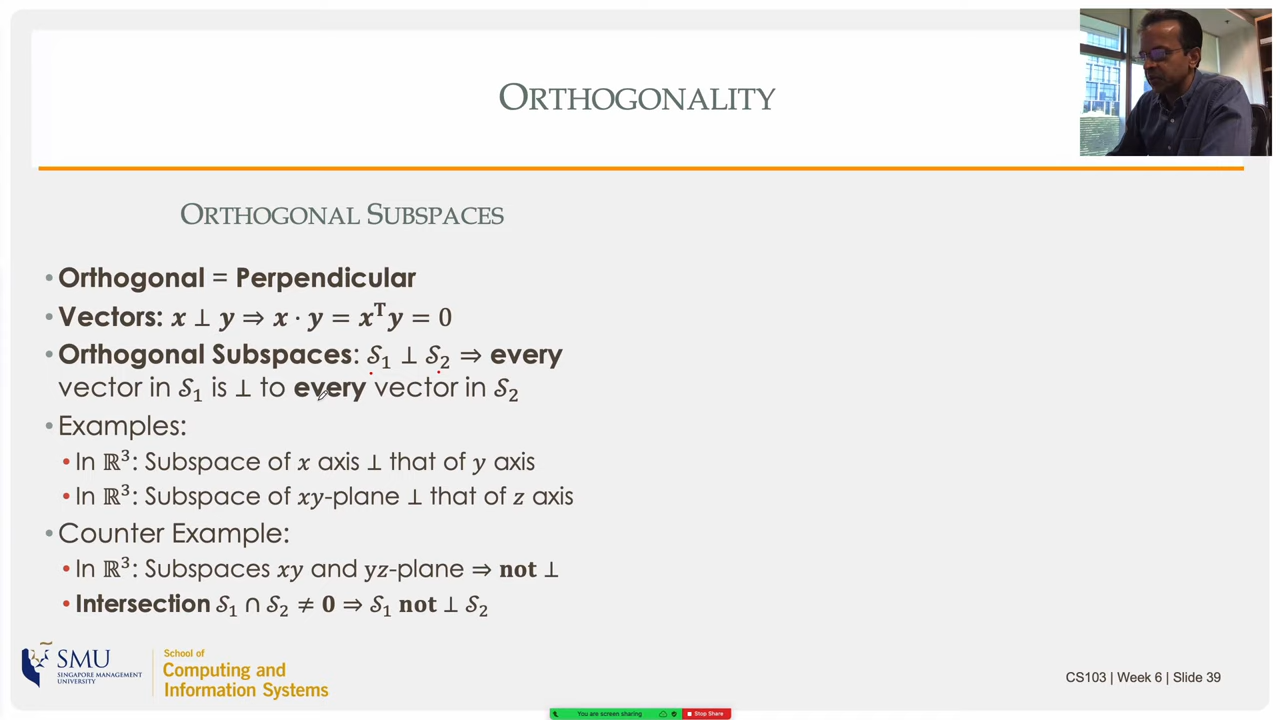 ORTHOGONALITY
ORTHOGONAL SUBSPACES
• Orthogonal = Perpendicular
• Vectors: x ⊥ y ⇒ x · y = xᵀy = 0
• Orthogonal Subspaces: 𝒮₁ ⊥ 𝒮₂ ⇒ every
vector in 𝒮₁ is ⊥ to every vector in 𝒮₂
• Examples:
• In ℝ³: Subspace of x axis ⊥ that of y axis
• In ℝ³: Subspace of xy-plane ⊥ that of z axis
• Counter Example:
• In ℝ³: Subspaces xy and yz-plane ⇒ not ⊥
• Intersection 𝒮₁ ∩ 𝒮₂ ≠ 0 ⇒ 𝒮₁ not ⊥ 𝒮₂
SMU
SINGAPORE MANAGEMENT
UNIVERSITY
School of
Computing and
Information Systems
CS103 | Week 6 | Slide 39
You are screen sharing
Stop Share